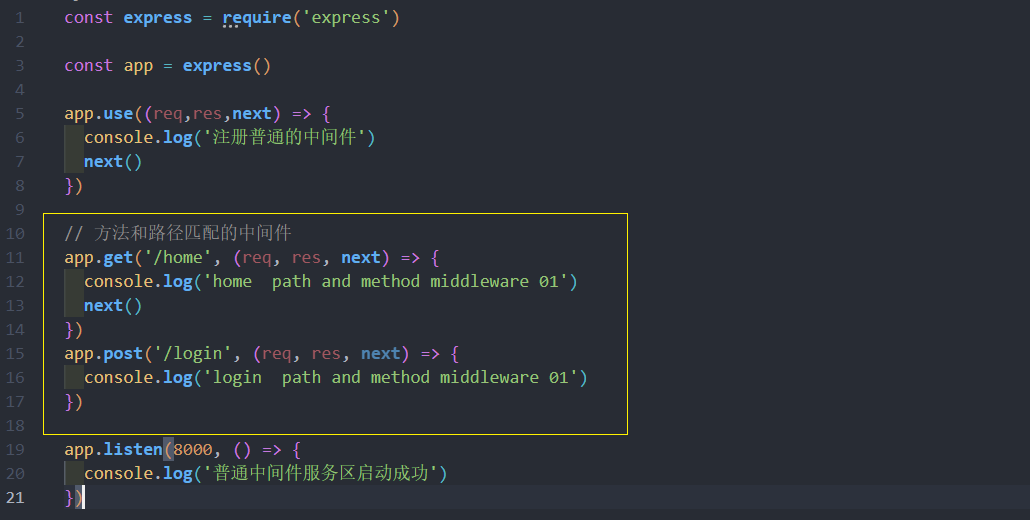 1 const express = require('express')
2
3 const app = express()
4
5 app.use((req,res,next) => {
6 console.log('注册普通的中间件')
7 next()
8 })
9
10 // 方法和路径匹配的中间件
11 app.get('/home', (req, res, next) => {
12 console.log('home  path and method middleware 01')
13 next()
14 })
15 app.post('/login', (req, res, next) => {
16 console.log('login  path and method middleware 01')
17 })
18
19 app.listen(8000, () => {
20 console.log('普通中间件服务区启动成功')
21 })